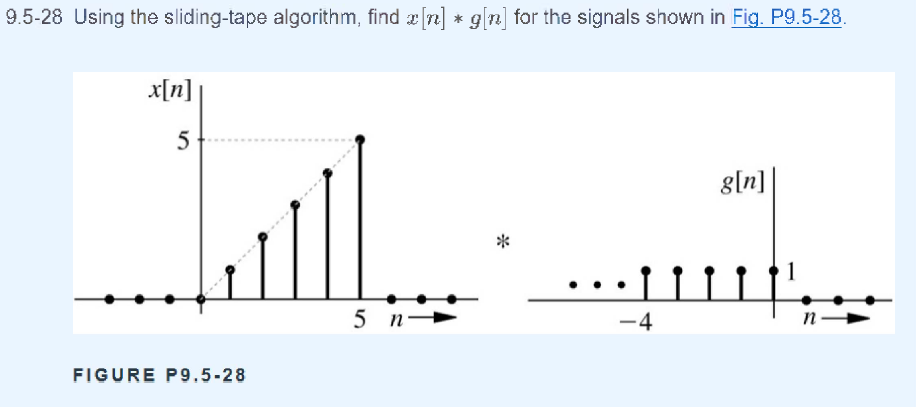 9.5-28 Using the sliding-tape algorithm, find x[n] * g[n] for the signals shown in Fig. P9.5-28.
x[n]
5
g[n]
*
1
5 n
−4
n
FIGURE P9.5-28